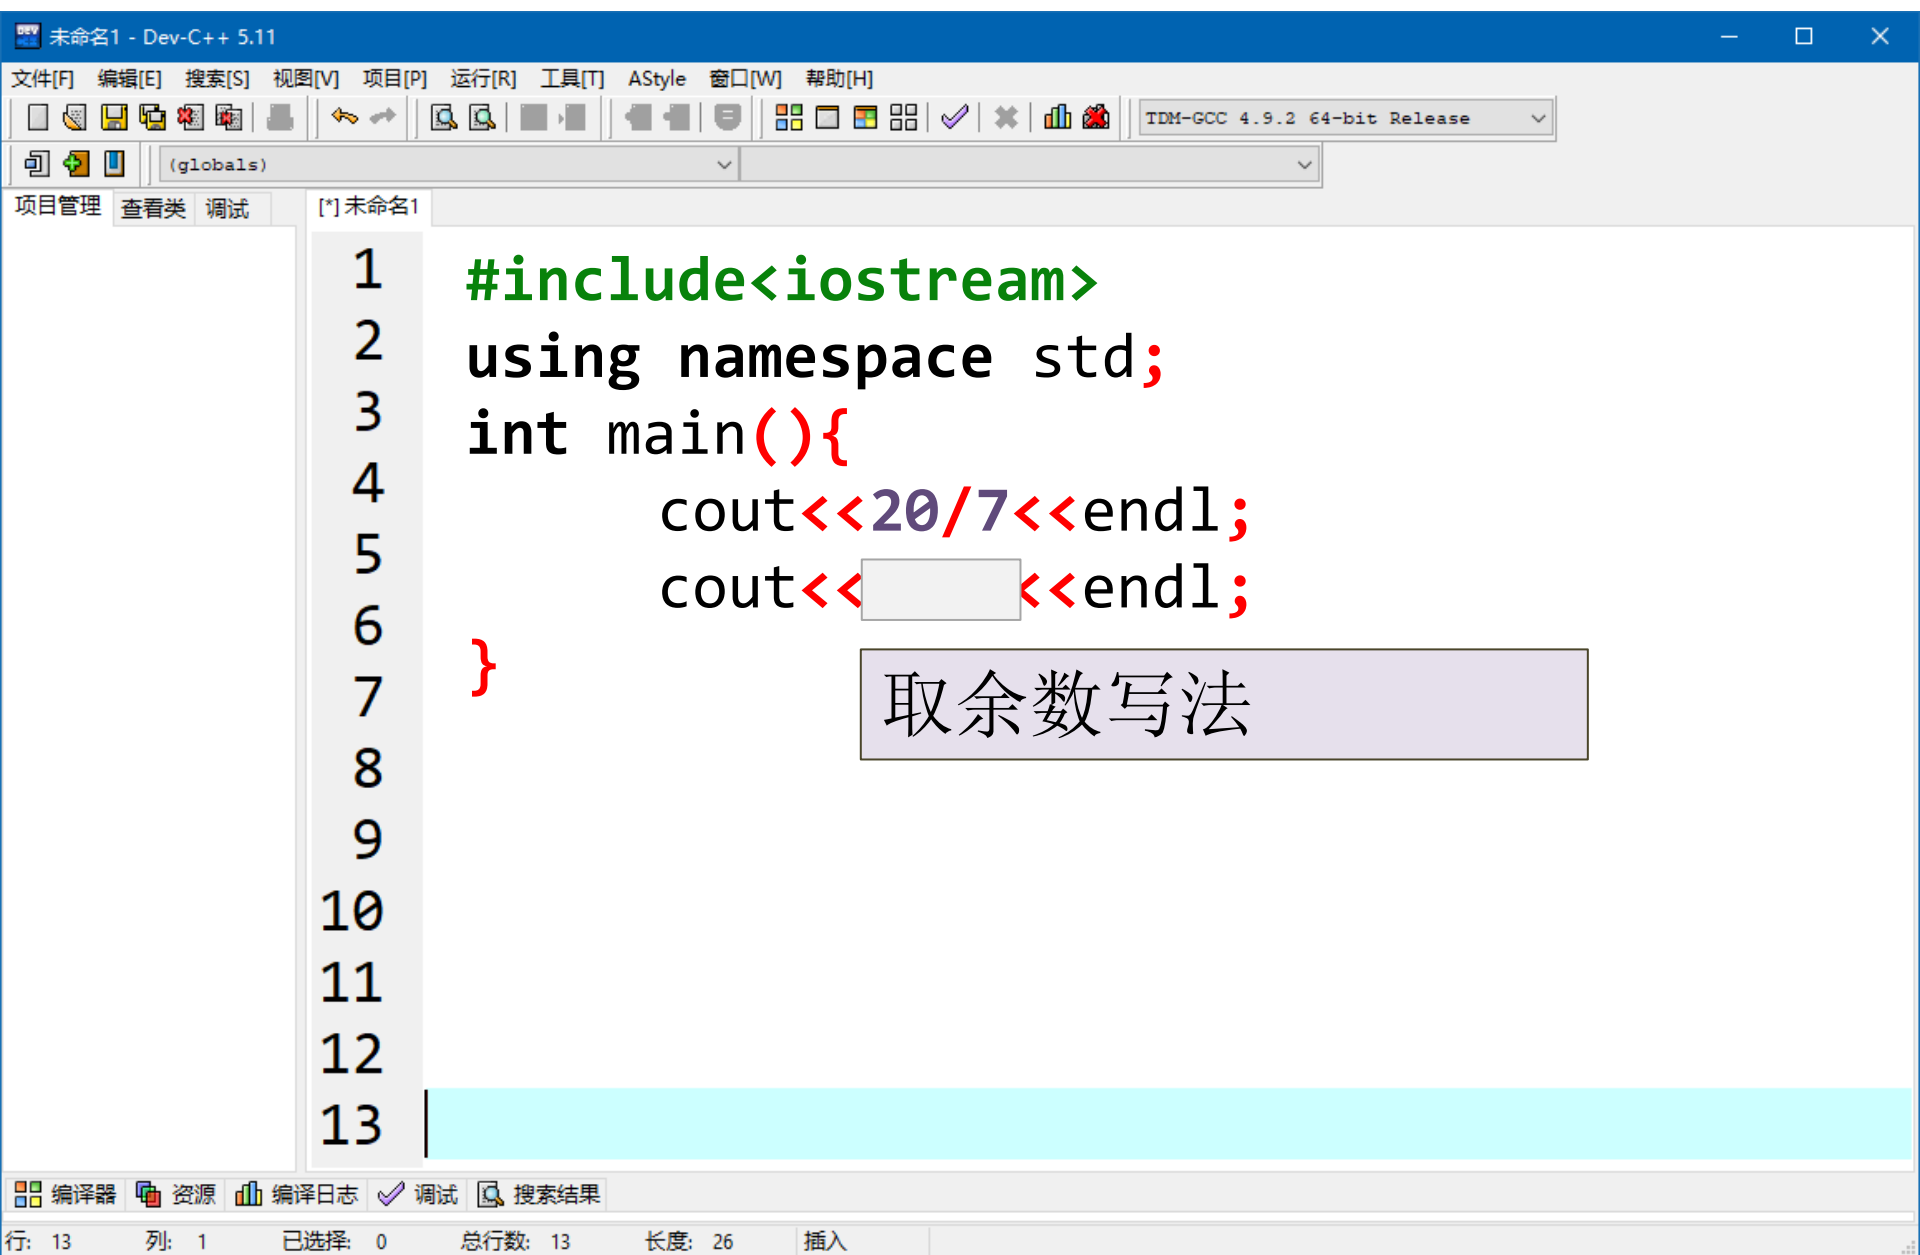 未命名1 - Dev-C++ 5.11
文件[F] 编辑[E] 搜索[S] 视图[V] 项目[P] 运行[R] 工具[T] AStyle 窗口[W] 帮助[H]
TDM-GCC 4.9.2 64-bit Release
(globals)
项目管理 查看类 调试 [*] 未命名1
1 #include<iostream>
2 using namespace std;
3 int main(){
4 cout<<20/7<<endl;
5 cout<< <<endl;
6 }
取余数写法
7
8
9
10
11
12
13
编译器 资源 编译日志 调试 搜索结果
行: 13 列: 1 已选择: 0 总行数: 13 长度: 26 插入